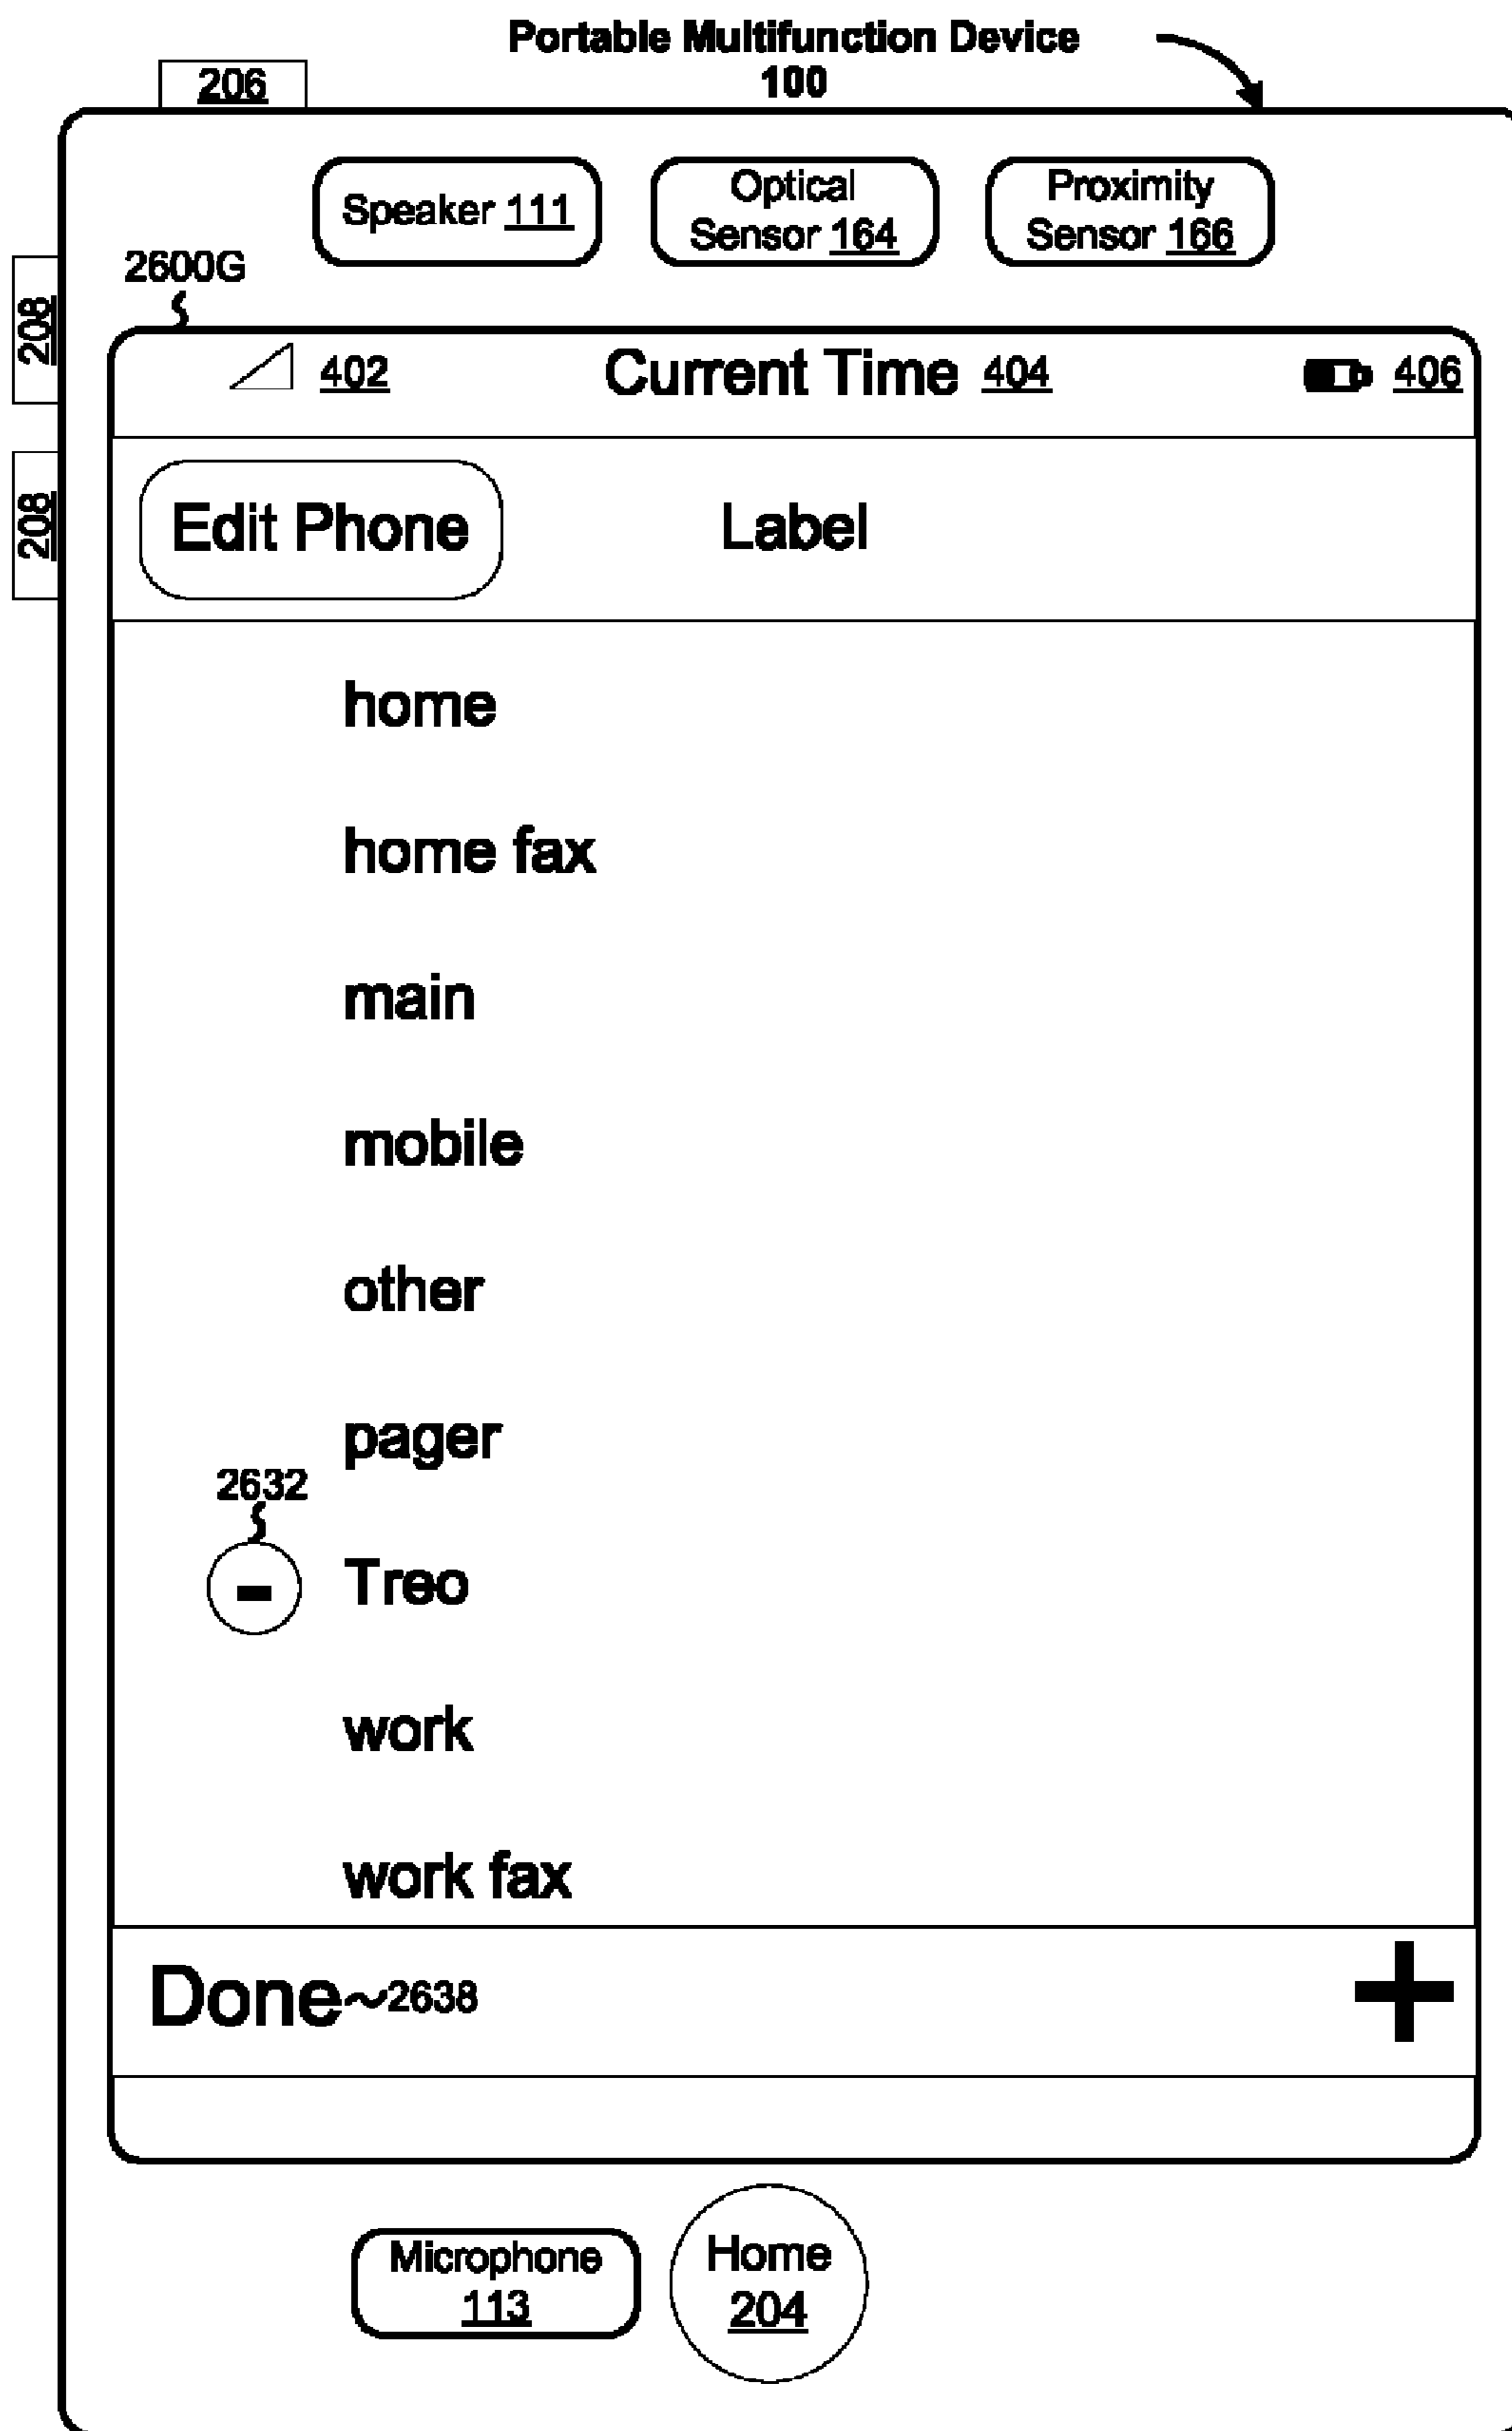 Portable Multifunction Device
100
206
Speaker 111
Optical
Sensor 164
Proximity
Sensor 166
2600G
208
402
Current Time 404
406
208
Edit Phone
Label
home
home fax
main
mobile
other
pager
2632
Treo
work
work fax
Done~2638
Microphone
113
Home
204